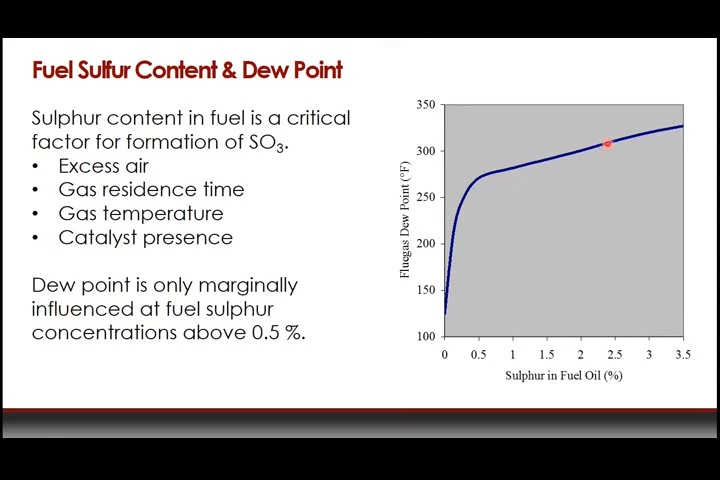 Fuel Sulfur Content & Dew Point
Sulphur content in fuel is a critical
factor for formation of SO₃.
• Excess air
• Gas residence time
• Gas temperature
• Catalyst presence
Dew point is only marginally
influenced at fuel sulphur
concentrations above 0.5 %.
Fluegas Dew Point (°F)
350
300
250
200
150
100
0 0.5 1 1.5 2 2.5 3 3.5
Sulphur in Fuel Oil (%)